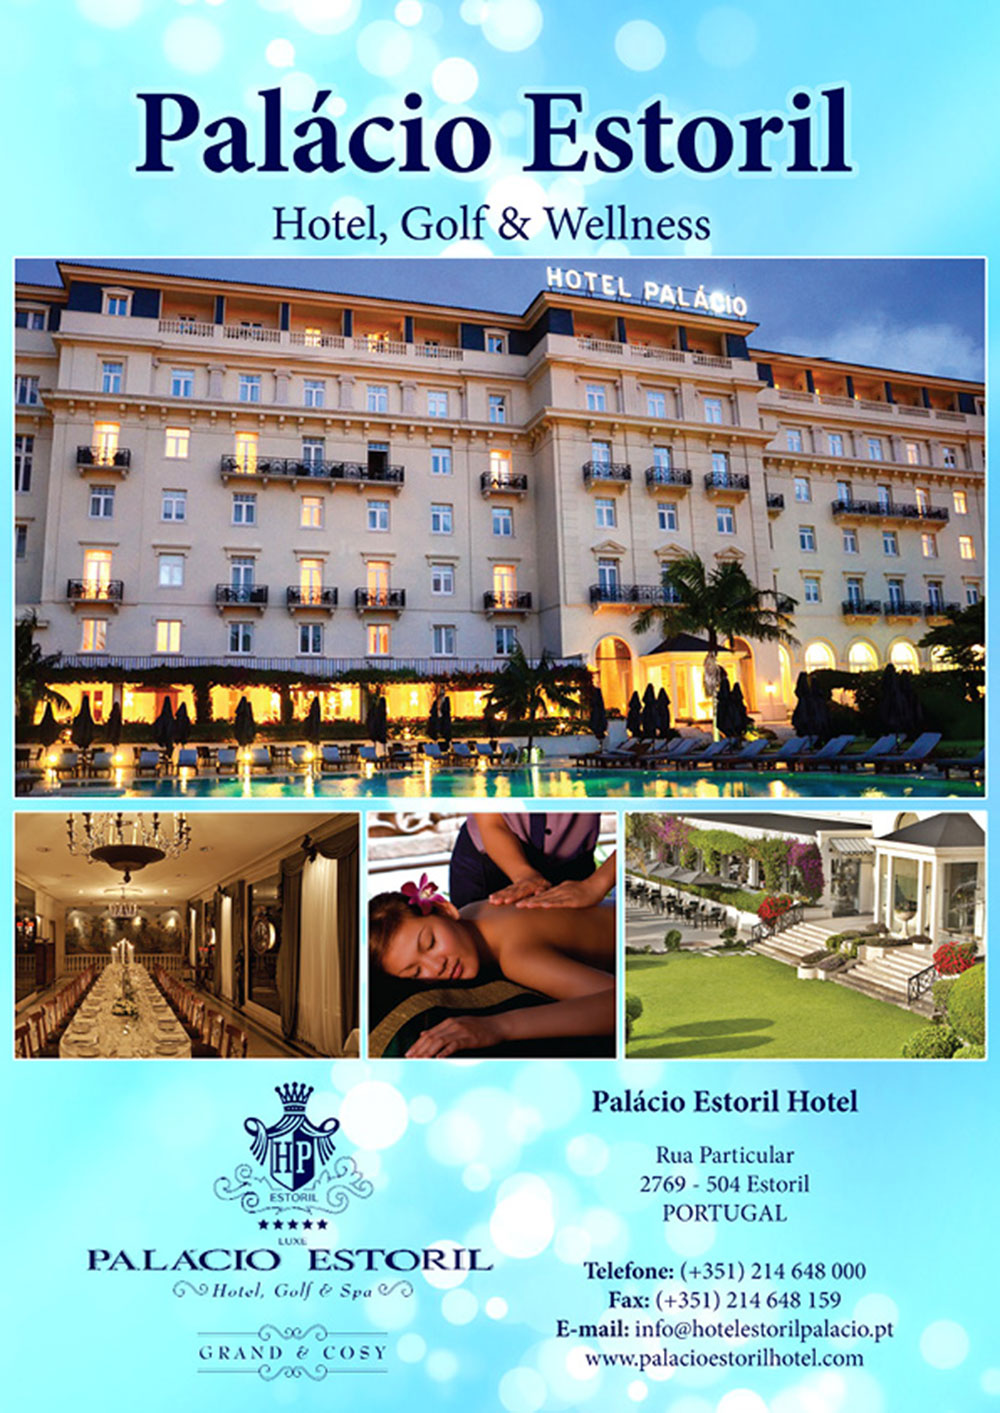 Palácio Estoril
Hotel, Golf & Wellness
HOTEL PALÁCIO
HP
ESTORIL
LUXE
PALÁCIO ESTORIL
Hotel, Golf & Spa
GRAND & COSY
Palácio Estoril Hotel
Rua Particular
2769 - 504 Estoril
PORTUGAL
Telefone: (+351) 214 648 000
Fax: (+351) 214 648 159
E-mail: info@hotelestorilpalacio.pt
www.palacioestorilhotel.com